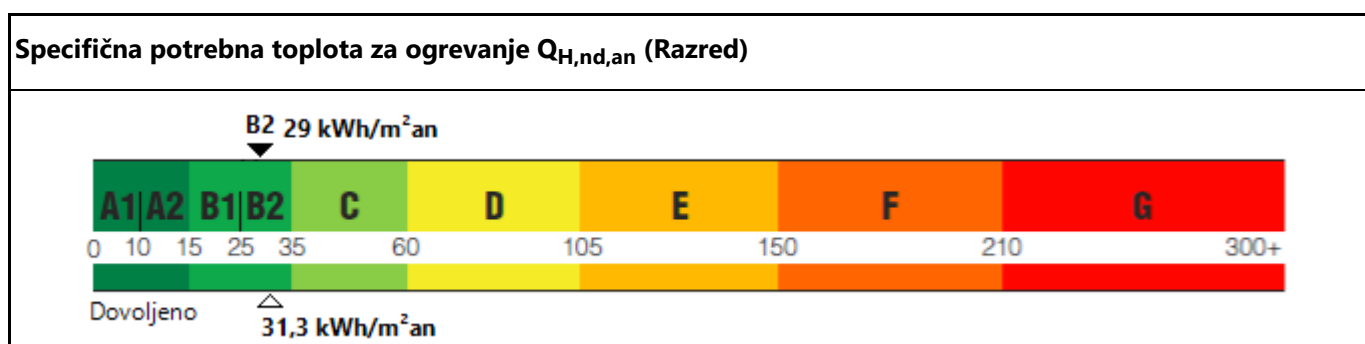 Specifična potrebna toplota za ogrevanje Q_H,nd,an (Razred)
B2 29 kWh/m²an
A1 A2 B1 B2 C D E F G
0 10 15 25 35 60 105 150 210 300+
Dovoljeno
31,3 kWh/m²an